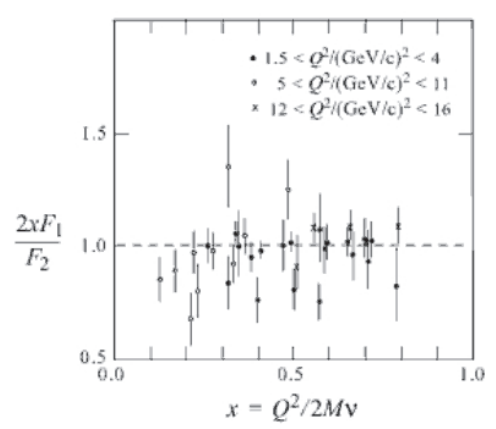 • 1.5 < Q²/(GeV/c)² < 4
∘ 5 < Q²/(GeV/c)² < 11
× 12 < Q²/(GeV/c)² < 16
1.5
2xF₁
F₂
1.0
0.5
0.0 0.5 1.0
x = Q²/2Mν